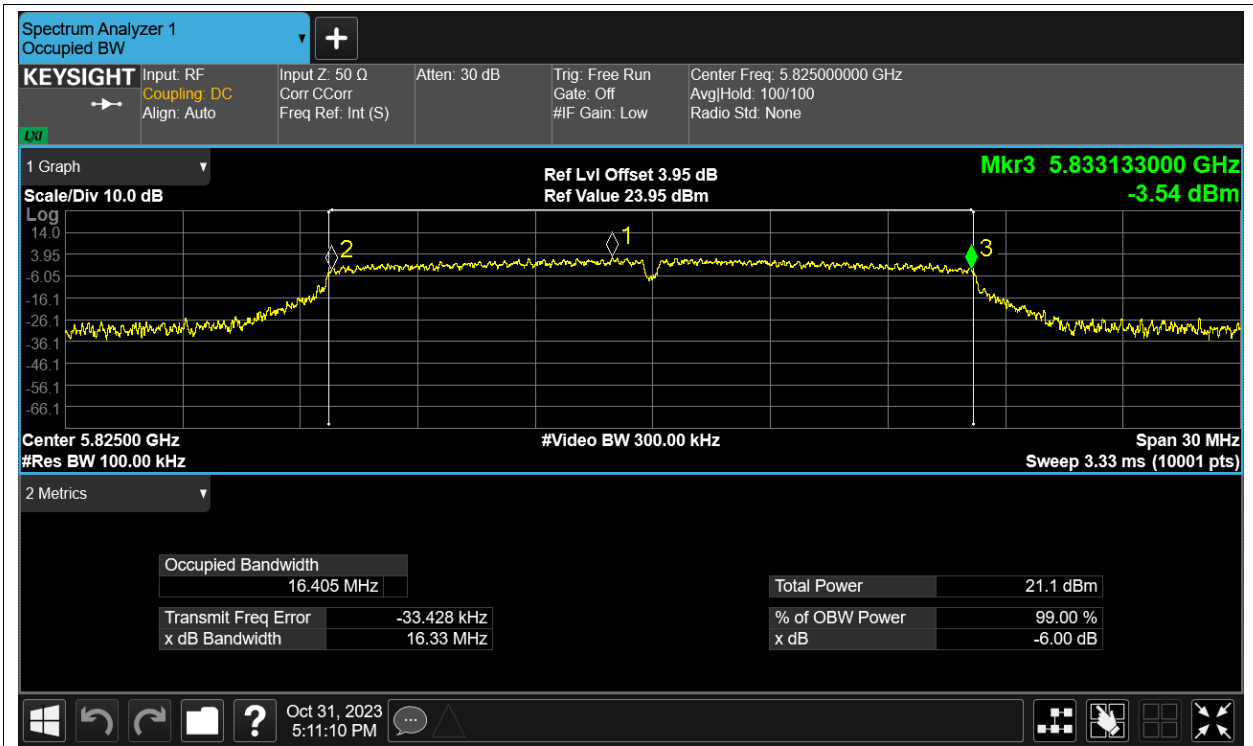 Spectrum Analyzer 1
Occupied BW
KEYSIGHT
LXI
Input: RF
Coupling: DC
Align: Auto
Input Z: 50 Ω
Corr CCorr
Freq Ref: Int (S)
Atten: 30 dB
Trig: Free Run
Gate: Off
#IF Gain: Low
Center Freq: 5.825000000 GHz
Avg|Hold: 100/100
Radio Std: None
1 Graph
Scale/Div 10.0 dB
Ref Lvl Offset 3.95 dB
Ref Value 23.95 dBm
Mkr3 5.833133000 GHz
-3.54 dBm
Log
14.0
3.95
-6.05
-16.1
-26.1
-36.1
-46.1
-56.1
-66.1
2
1
3
Center 5.82500 GHz
#Res BW 100.00 kHz
#Video BW 300.00 kHz
Span 30 MHz
Sweep 3.33 ms (10001 pts)
2 Metrics
Occupied Bandwidth
16.405 MHz
Transmit Freq Error -33.428 kHz
x dB Bandwidth 16.33 MHz
Total Power 21.1 dBm
% of OBW Power 99.00 %
x dB -6.00 dB
?
Oct 31, 2023
5:11:10 PM